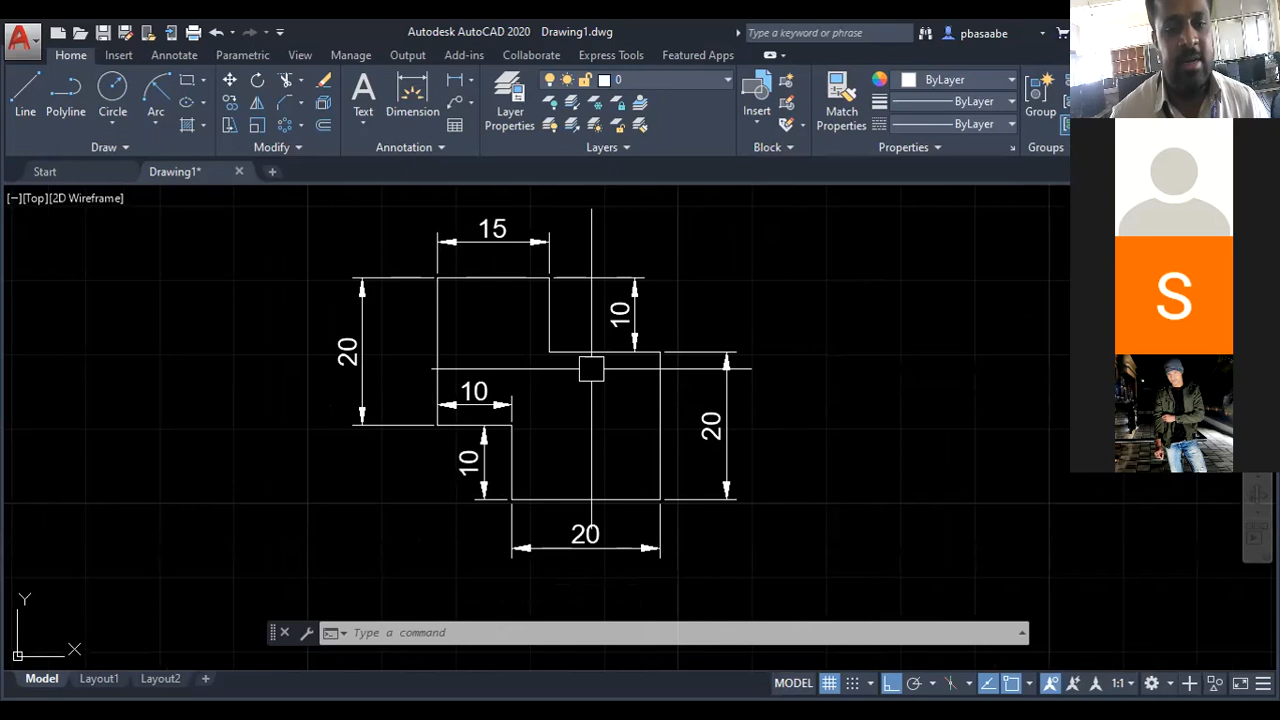 Autodesk AutoCAD 2020 Drawing1.dwg
Type a keyword or phrase
pbasaabe
Home Insert Annotate Parametric View Manage Output Add-ins Collaborate Express Tools Featured Apps
Line Polyline Circle Arc
Text Dimension
Layer Properties
0
Insert
Match Properties
ByLayer
ByLayer
ByLayer
Group
Draw Modify Annotation Layers Block Properties Groups
Start Drawing1*
[−][Top][2D Wireframe]
15
10
20
10
20
10
20
S
Y
X
Type a command
Model Layout1 Layout2
MODEL
1:1